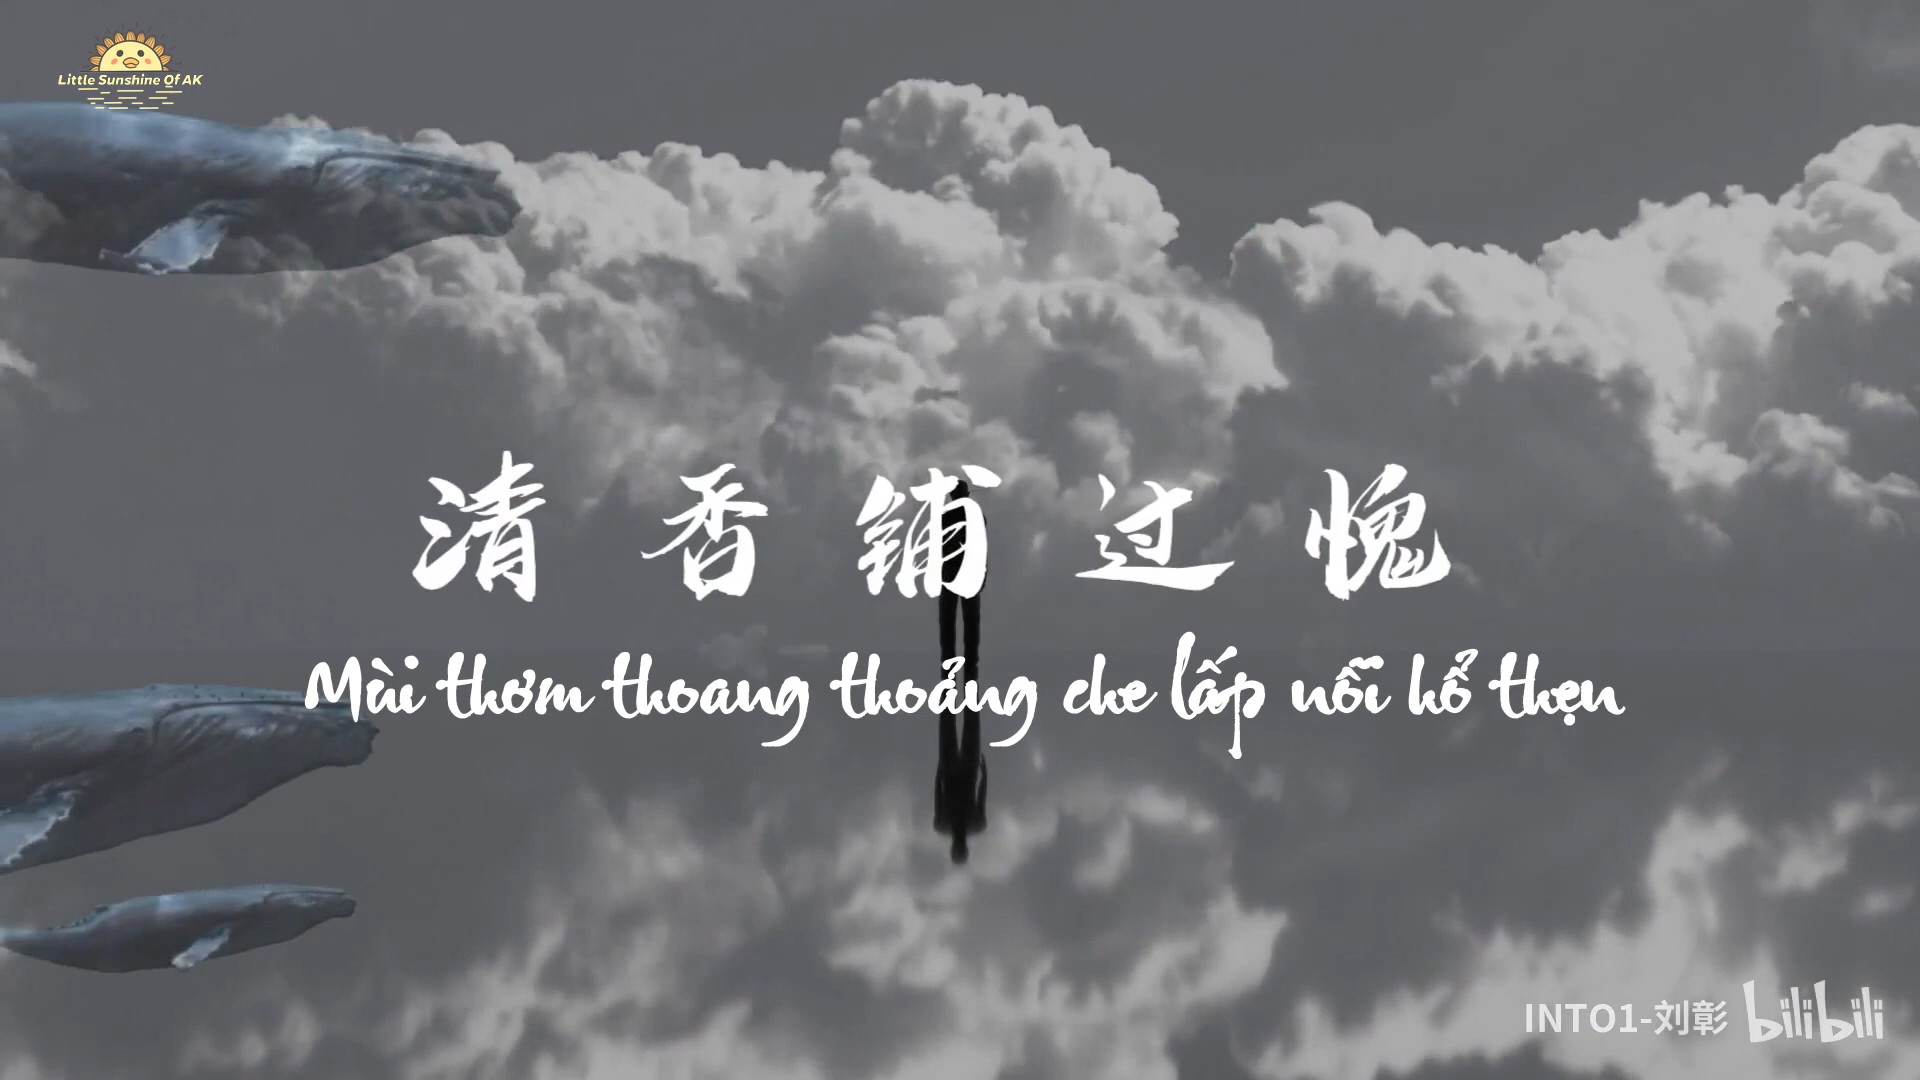 Little Sunshine Of AK
清香铺过愧
Mùi thơm thoang thoảng che lấp nỗi hổ thẹn
INTO1-刘彰 bilibili